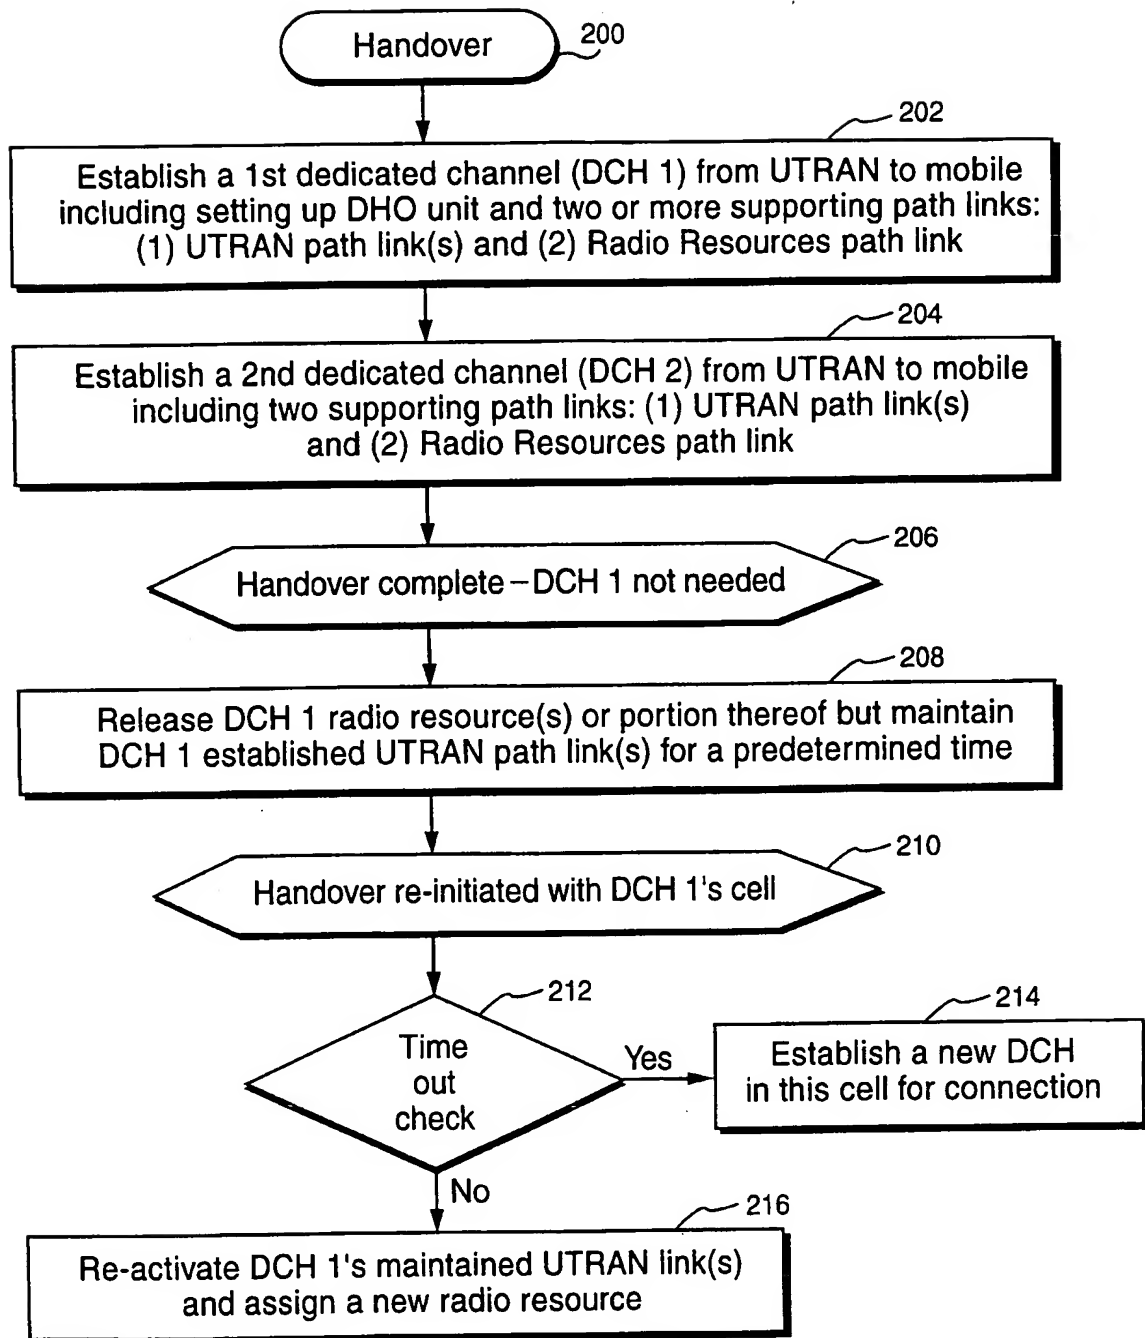 Handover
200
202
Establish a 1st dedicated channel (DCH 1) from UTRAN to mobile
including setting up DHO unit and two or more supporting path links:
(1) UTRAN path link(s) and (2) Radio Resources path link
204
Establish a 2nd dedicated channel (DCH 2) from UTRAN to mobile
including two supporting path links: (1) UTRAN path link(s)
and (2) Radio Resources path link
206
Handover complete – DCH 1 not needed
208
Release DCH 1 radio resource(s) or portion thereof but maintain
DCH 1 established UTRAN path link(s) for a predetermined time
210
Handover re-initiated with DCH 1's cell
212
Time
out
check
Yes
214
Establish a new DCH
in this cell for connection
No
216
Re-activate DCH 1's maintained UTRAN link(s)
and assign a new radio resource